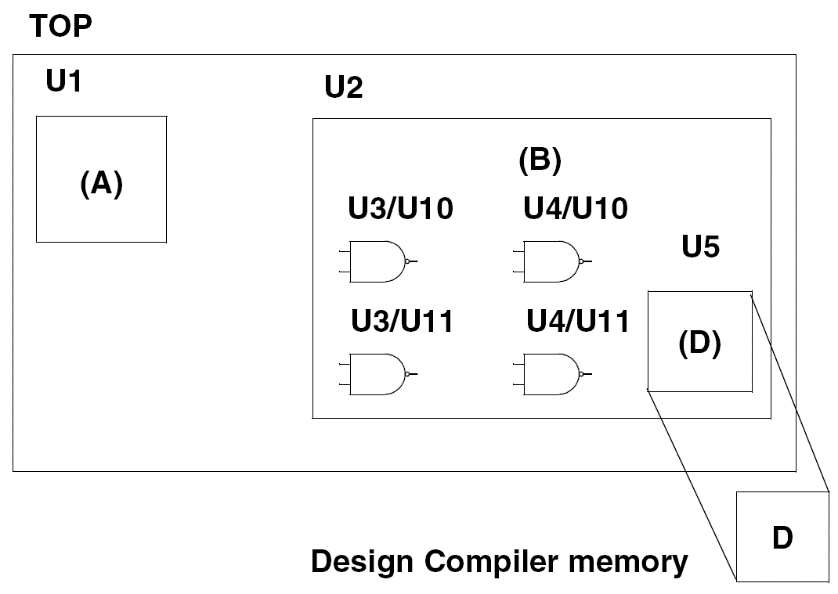 TOP
U1
U2
(A)
(B)
U3/U10
U4/U10
U5
U3/U11
U4/U11
(D)
D
Design Compiler memory